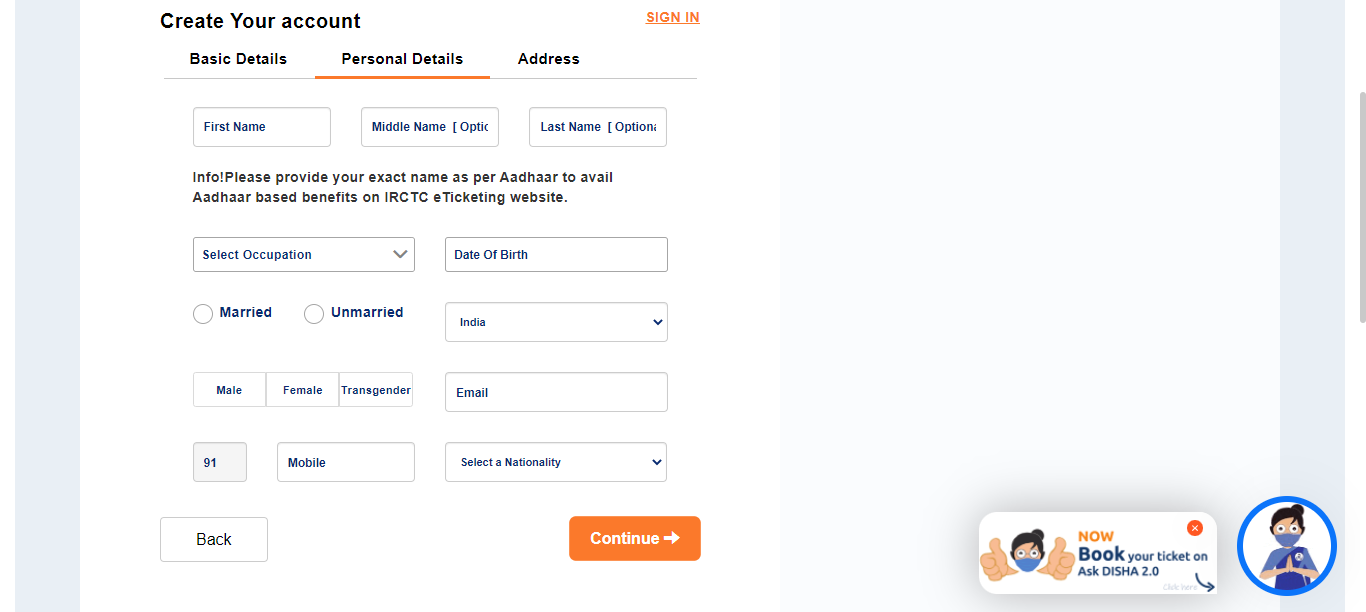 Create Your account
SIGN IN
Basic Details Personal Details Address
First Name Middle Name [ Optic Last Name [ Optiona
Info!Please provide your exact name as per Aadhaar to avail
Aadhaar based benefits on IRCTC eTicketing website.
Select Occupation Date Of Birth
Married Unmarried India
Male Female Transgender Email
91 Mobile Select a Nationality
Back Continue
NOW
Book your ticket on
Ask DISHA 2.0
Click here